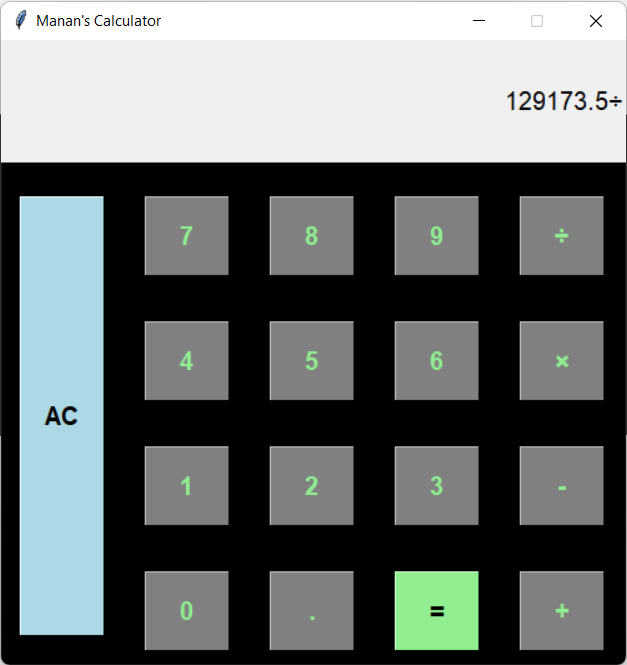 Manan's Calculator
129173.5÷
7 8 9 ÷
4 5 6 ×
AC
1 2 3 -
0 . = +